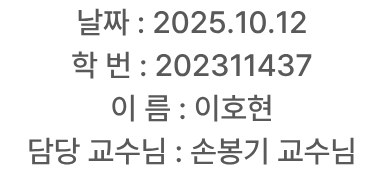 날짜 : 2025.10.12
학 번 : 202311437
이 름 : 이호현
담당 교수님 : 손봉기 교수님